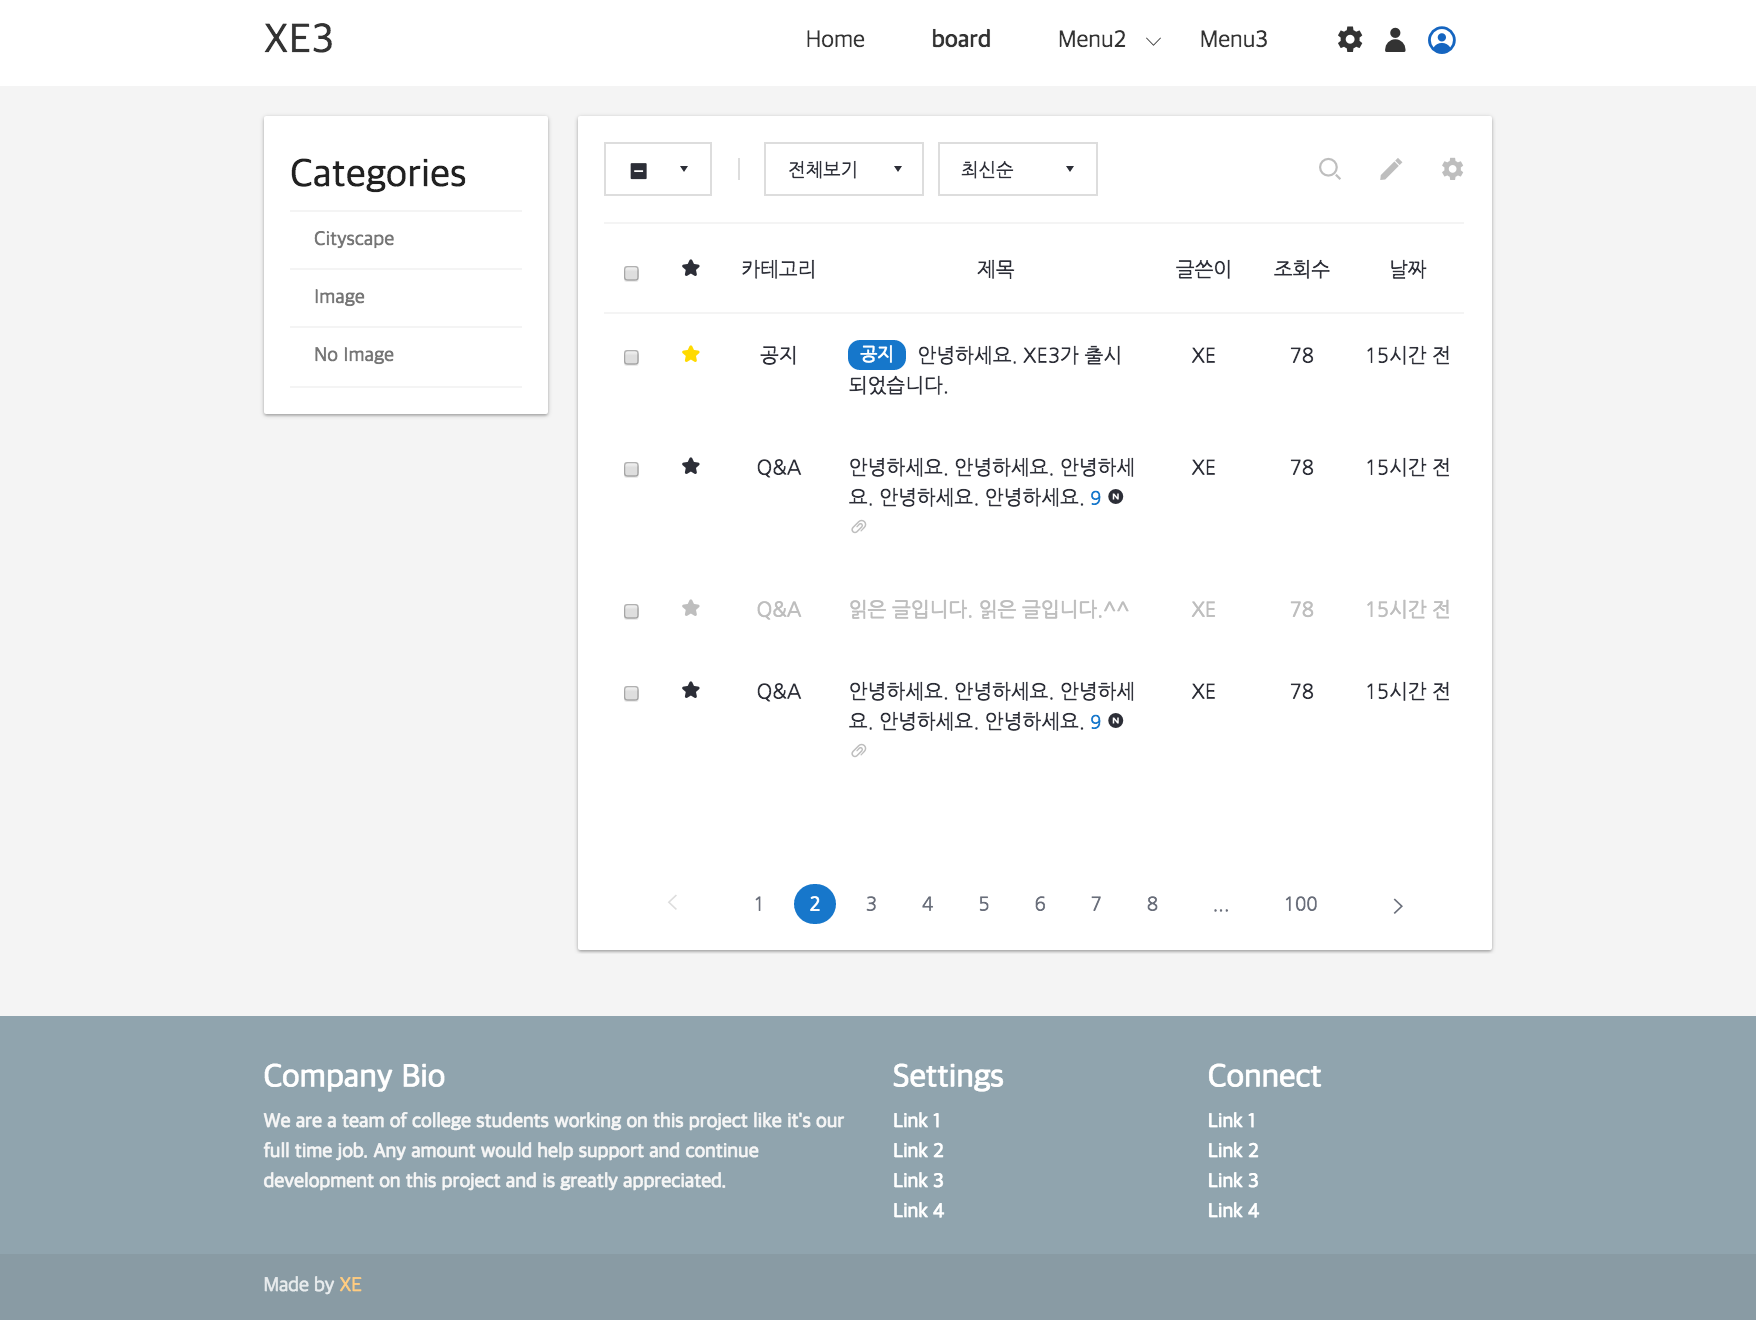 XE3
Home board Menu2 Menu3
Categories
Cityscape
Image
No Image
전체보기 최신순
카테고리 제목 글쓴이 조회수 날짜
공지 공지 안녕하세요. XE3가 출시 XE 78 15시간 전
되었습니다.
Q&A 안녕하세요. 안녕하세요. 안녕하세 XE 78 15시간 전
요. 안녕하세요. 안녕하세요. 9 N
Q&A 읽은 글입니다. 읽은 글입니다.^^ XE 78 15시간 전
Q&A 안녕하세요. 안녕하세요. 안녕하세 XE 78 15시간 전
요. 안녕하세요. 안녕하세요. 9 N
1 2 3 4 5 6 7 8 ... 100
Company Bio
We are a team of college students working on this project like it's our
full time job. Any amount would help support and continue
development on this project and is greatly appreciated.
Settings
Link 1
Link 2
Link 3
Link 4
Connect
Link 1
Link 2
Link 3
Link 4
Made by XE